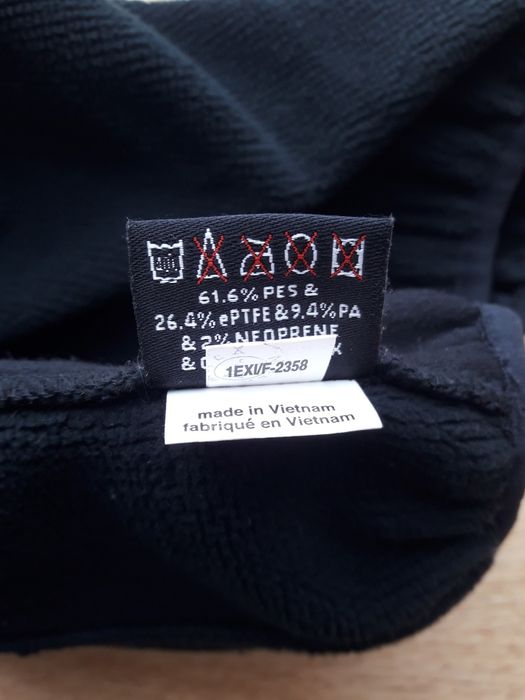 40
61.6% PES &
26.4% ePTFE & 9.4% PA
& 2% NEOPRENE
&
1EXI/F-2358
made in Vietnam
fabriqué en Vietnam